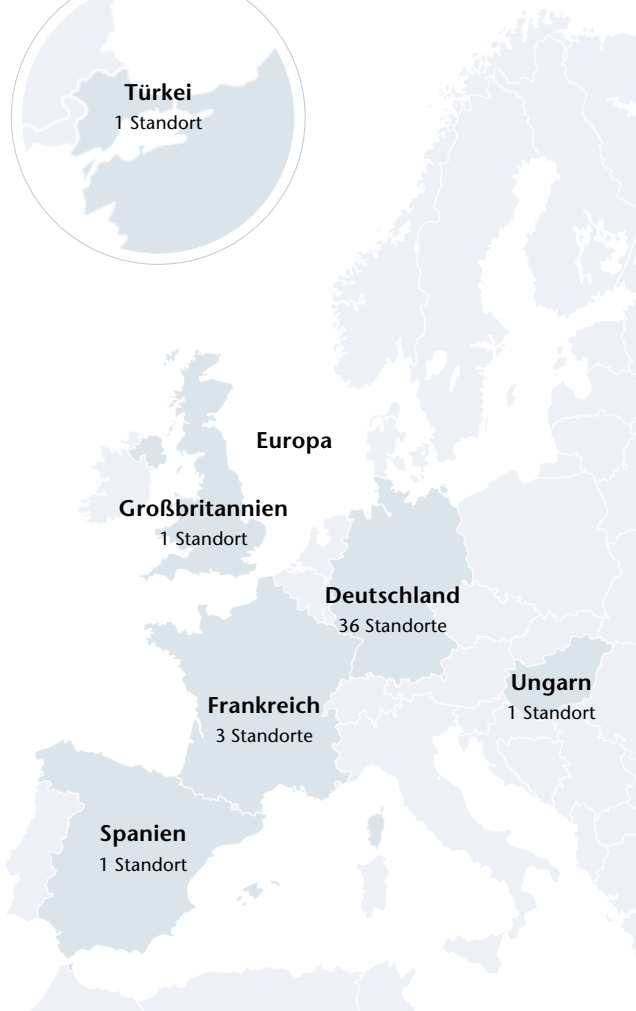 Türkei
1 Standort
Europa
Großbritannien
1 Standort
Deutschland
36 Standorte
Ungarn
1 Standort
Frankreich
3 Standorte
Spanien
1 Standort